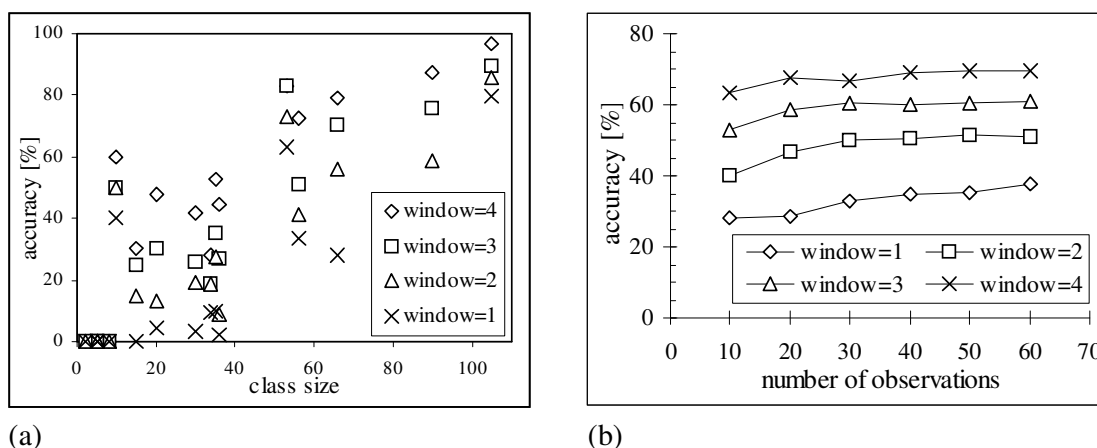 100
80
60
40
20
0
accuracy [%]
0 20 40 60 80 100
class size
window=4
window=3
window=2
window=1
(a)
80
60
40
20
0
accuracy [%]
window=1 window=2
window=3 window=4
0 10 20 30 40 50 60 70
number of observations
(b)